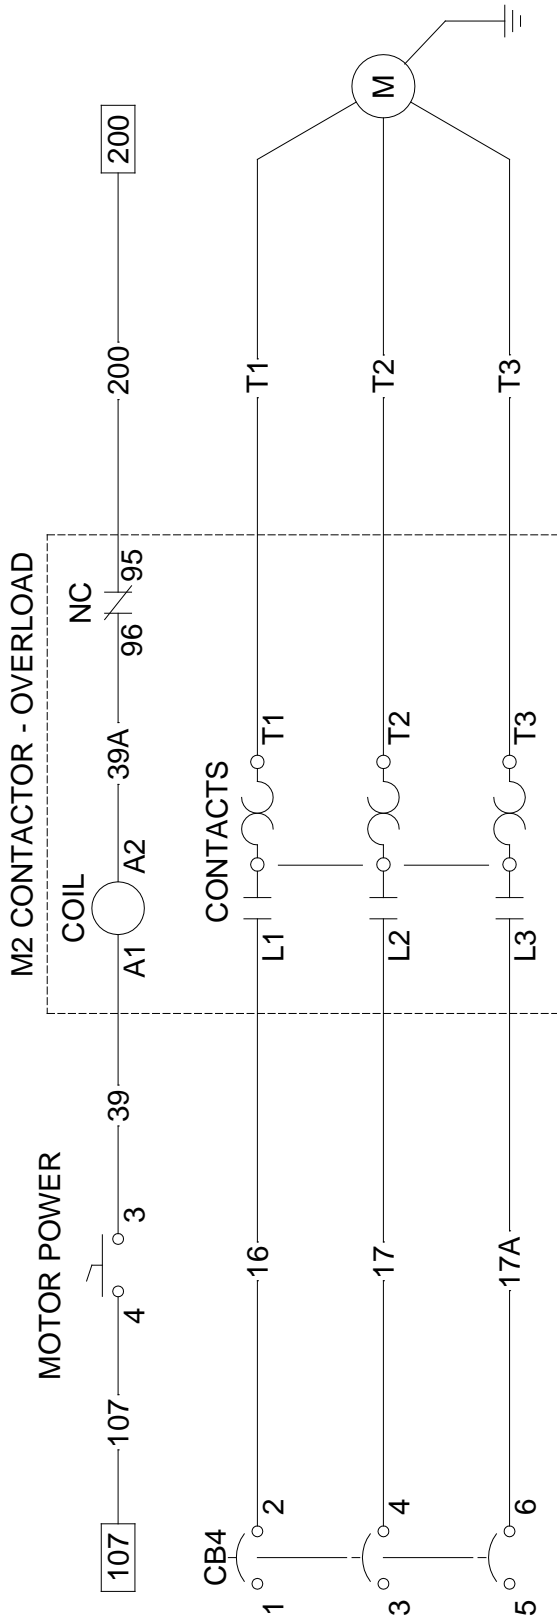 M2 CONTACTOR - OVERLOAD
MOTOR POWER
COIL
NC
107
107
4
3
39
A1
A2
39A
96
95
200
200
CB4
CONTACTS
1
2
16
L1
T1
T1
3
4
17
L2
T2
T2
M
5
6
17A
L3
T3
T3